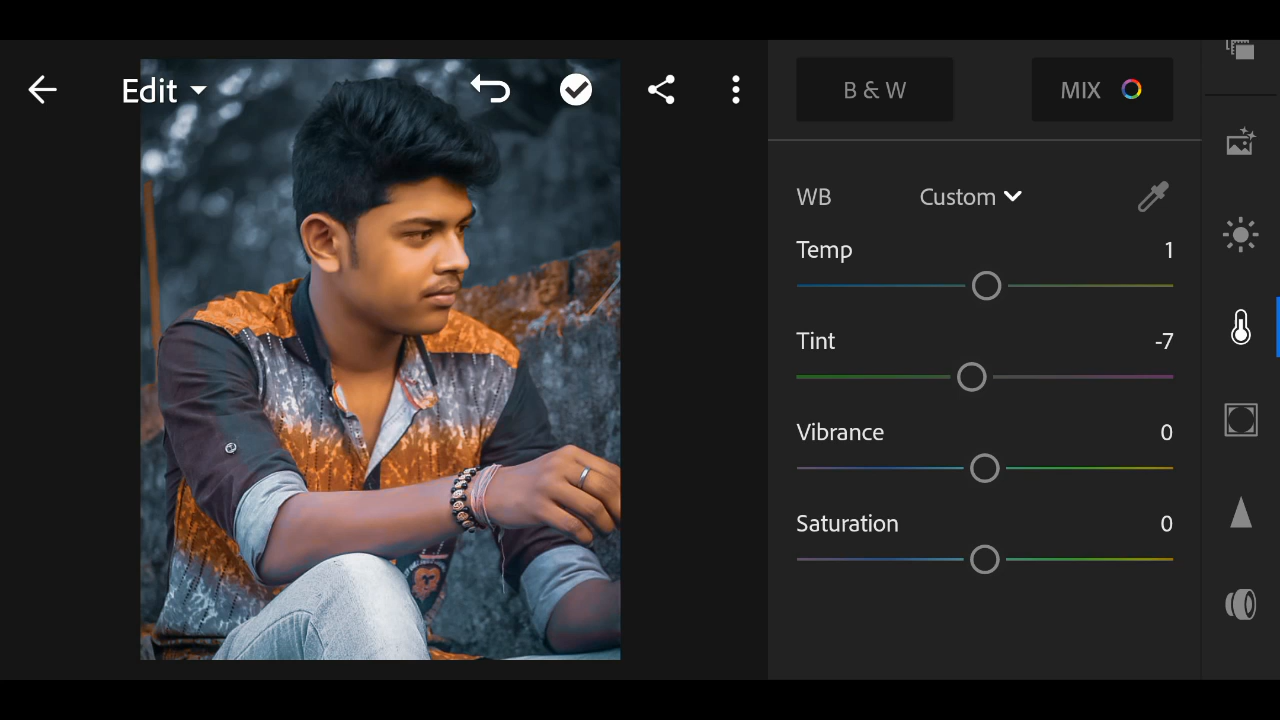 Edit
B & W
MIX
WB
Custom
Temp
1
Tint
-7
Vibrance
0
Saturation
0